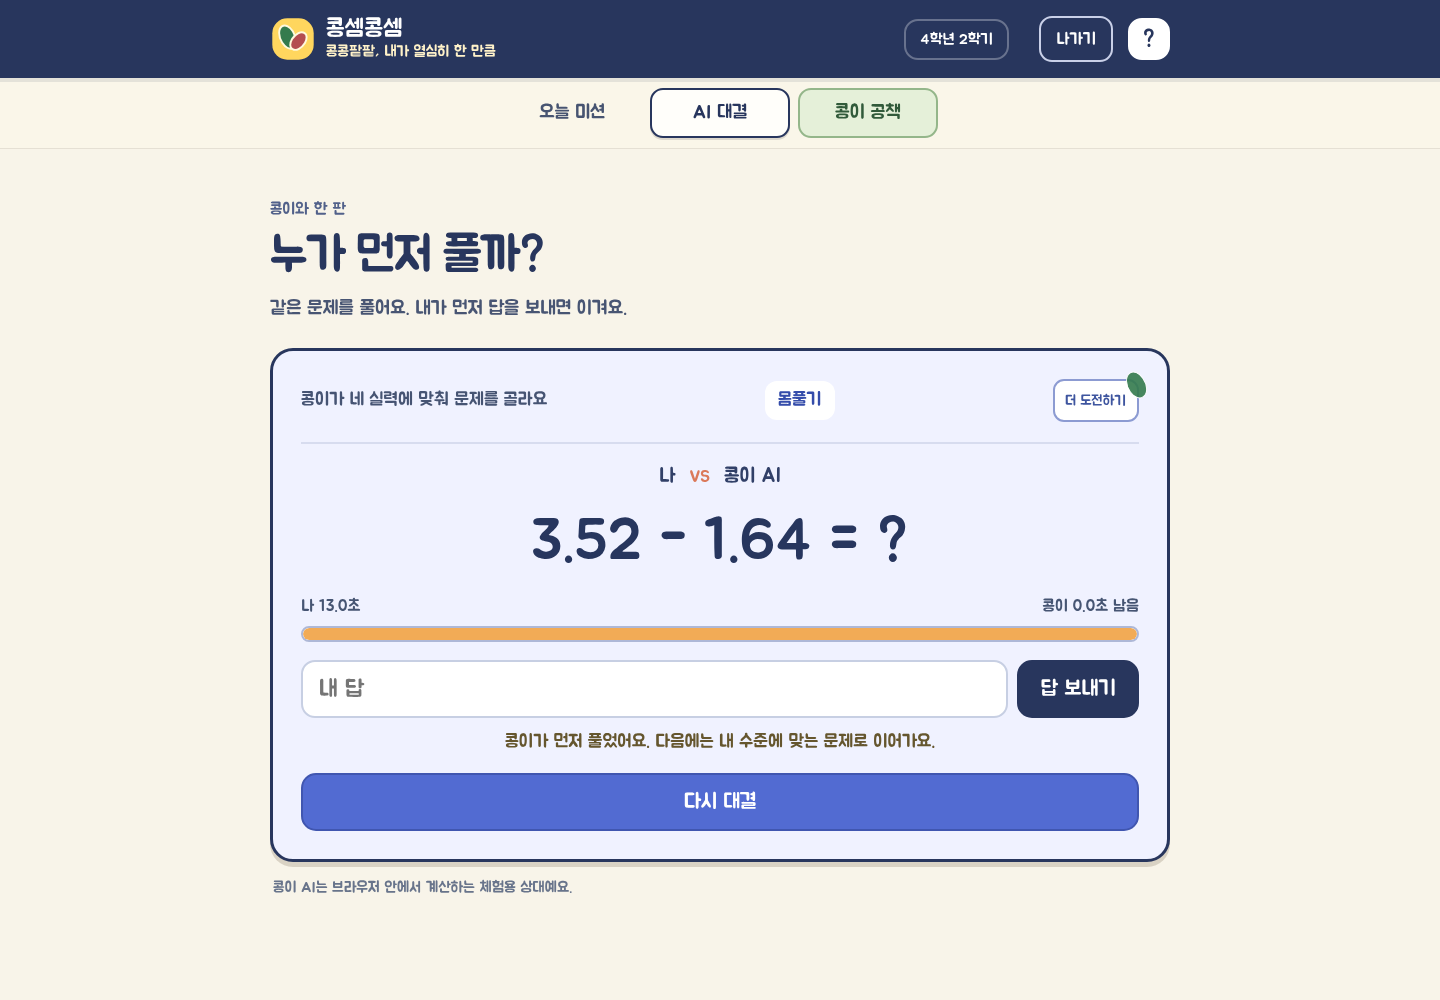 콩셈콩셈
콩콩팥팥, 내가 열심히 한 만큼
4학년 2학기
나가기
?
오늘 미션
AI 대결
콩이 공책
콩이와 한 판
누가 먼저 풀까?
같은 문제를 풀어요. 내가 먼저 답을 보내면 이겨요.
콩이가 네 실력에 맞춰 문제를 골라요
몸풀기
더 도전하기
나 VS 콩이 AI
3.52 - 1.64 = ?
나 13.0초
콩이 0.0초 남음
내 답
답 보내기
콩이가 먼저 풀었어요. 다음에는 내 수준에 맞는 문제로 이어가요.
다시 대결
콩이 AI는 브라우저 안에서 계산하는 체험용 상대예요.